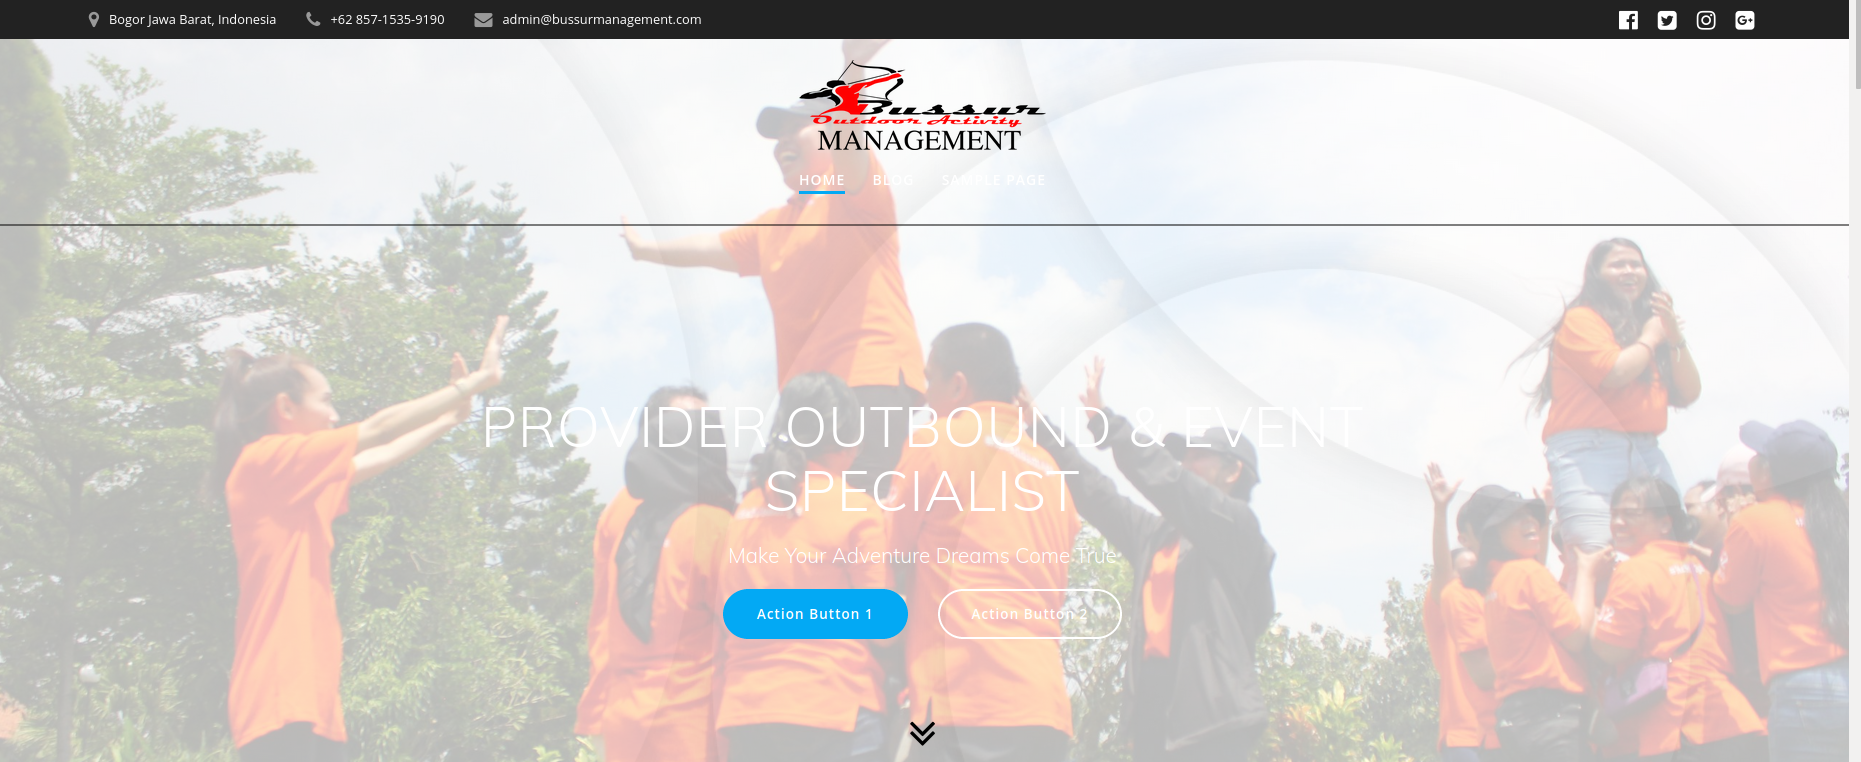 Bogor Jawa Barat, Indonesia
+62 857-1535-9190
admin@bussurmanagement.com
Bussur
Outdoor Activity
MANAGEMENT
HOME
BLOG
SAMPLE PAGE
PROVIDER OUTBOUND & EVENT
SPECIALIST
Make Your Adventure Dreams Come True
Action Button 1
Action Button 2